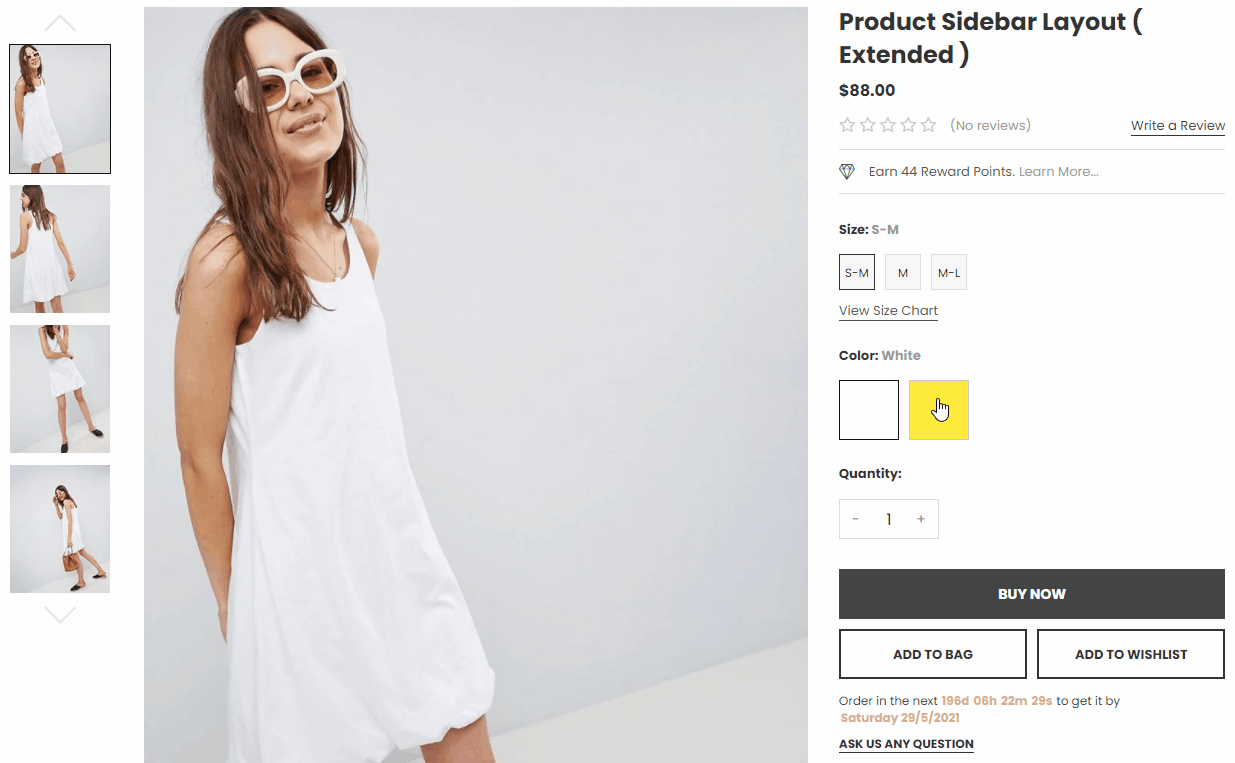 Product Sidebar Layout (
Extended )
$88.00
(No reviews)
Write a Review
Earn 44 Reward Points. Learn More...
Size: S-M
S-M
M
M-L
View Size Chart
Color: White
Quantity:
- 1 +
BUY NOW
ADD TO BAG
ADD TO WISHLIST
Order in the next 196d 06h 22m 29s to get it by
Saturday 29/5/2021
ASK US ANY QUESTION